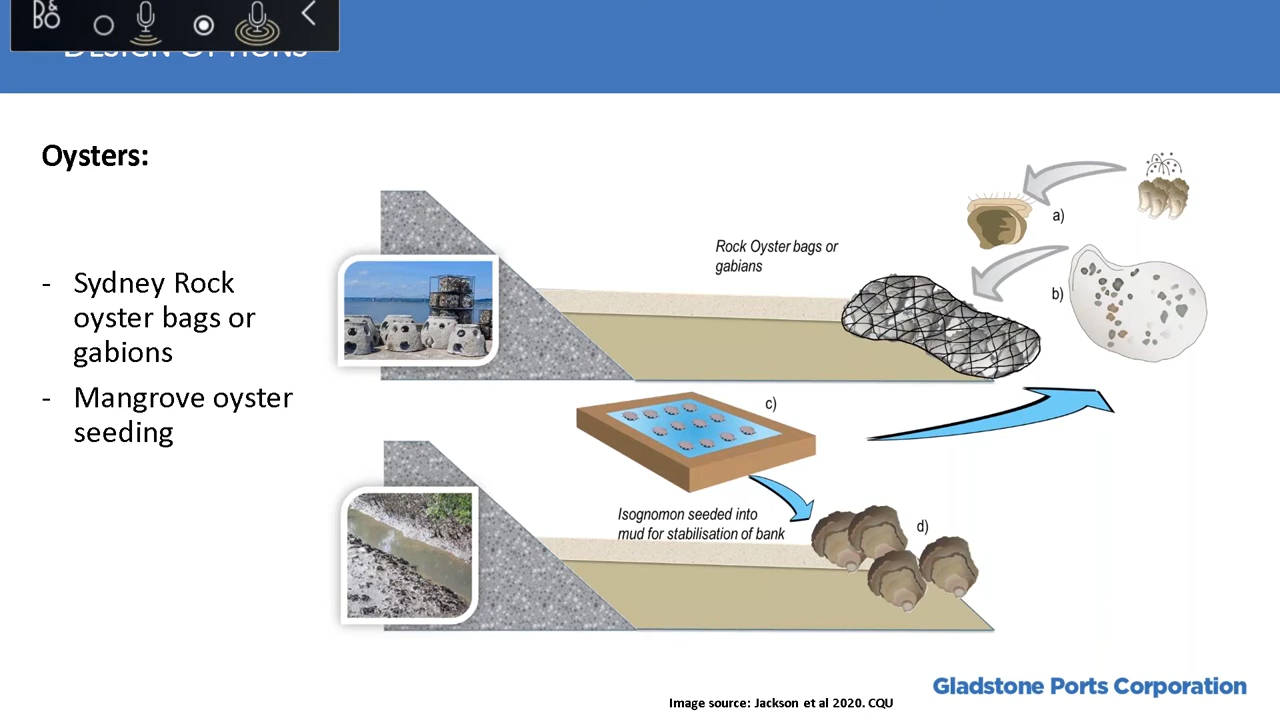 B&O
DESIGN OPTIONS
Oysters:
- Sydney Rock
oyster bags or
gabions
- Mangrove oyster
seeding
Rock Oyster bags or
gabians
a)
b)
c)
Isognomon seeded into
mud for stabilisation of bank
d)
Gladstone Ports Corporation
Image source: Jackson et al 2020. CQU